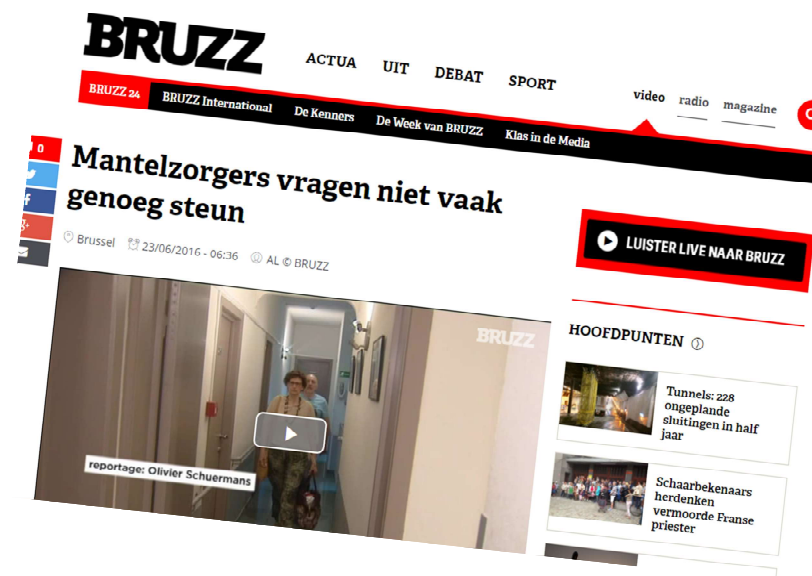 BRUZZ
ACTUA UIT DEBAT SPORT
video radio magazine
BRUZZ 24 BRUZZ International De Kenners De Week van BRUZZ Klas in de Media
0
Mantelzorgers vragen niet vaak
genoeg steun
Brussel 23/06/2016 - 06:36 AL © BRUZZ
LUISTER LIVE NAAR BRUZZ
BRUZZ
reportage: Olivier Schuermans
HOOFDPUNTEN
Tunnels: 228
ongeplande
sluitingen in half
jaar
Schaarbekenaars
herdenken
vermoorde Franse
priester